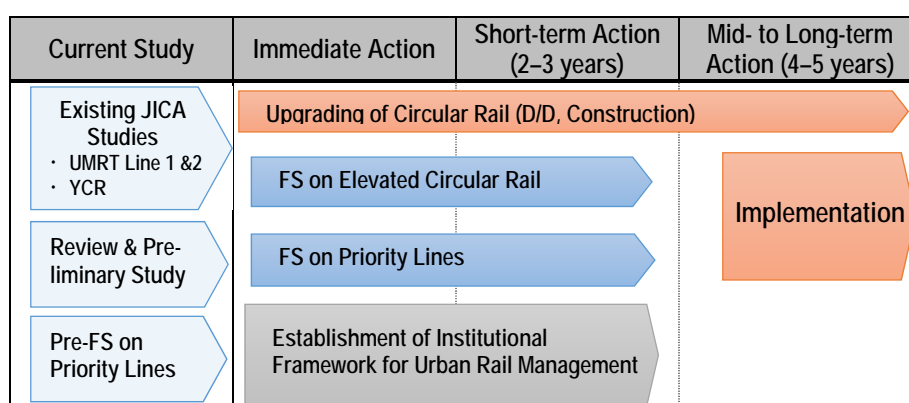 Current Study
Immediate Action
Short-term Action
(2–3 years)
Mid- to Long-term
Action (4–5 years)
Existing JICA
Studies
· UMRT Line 1 &2
· YCR
Upgrading of Circular Rail (D/D, Construction)
FS on Elevated Circular Rail
Implementation
Review & Pre-
liminary Study
FS on Priority Lines
Pre-FS on
Priority Lines
Establishment of Institutional
Framework for Urban Rail Management